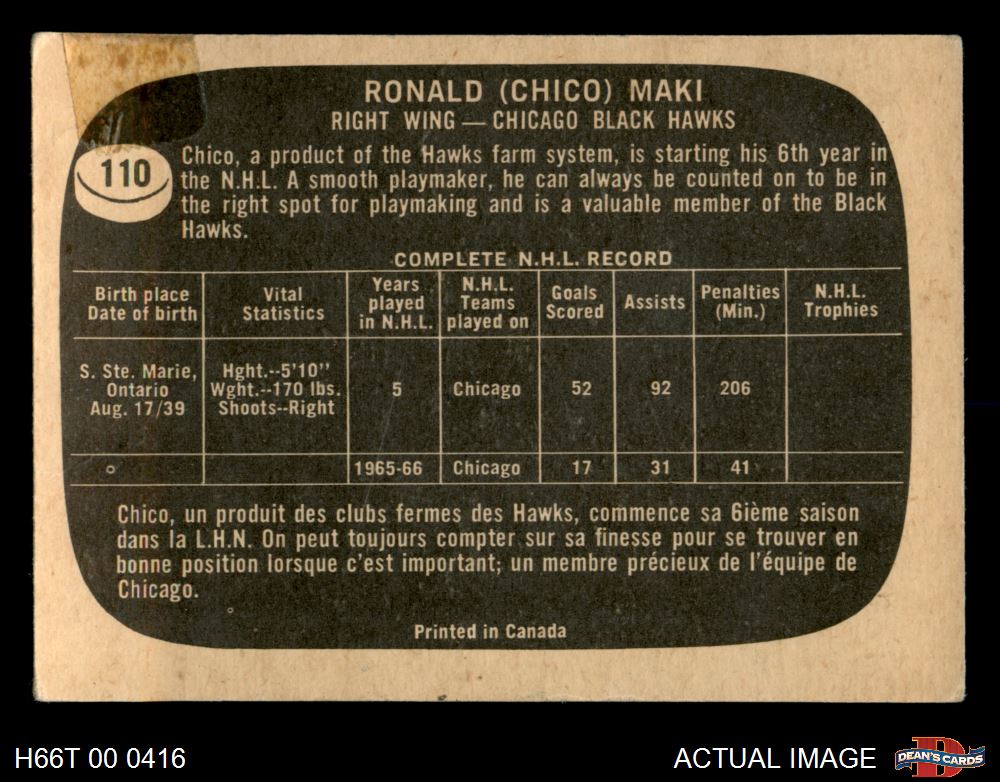 RONALD (CHICO) MAKI
RIGHT WING — CHICAGO BLACK HAWKS
110
Chico, a product of the Hawks farm system, is starting his 6th year in
the N.H.L. A smooth playmaker, he can always be counted on to be in
the right spot for playmaking and is a valuable member of the Black
Hawks.
COMPLETE N.H.L. RECORD
Birth place
Date of birth
Vital
Statistics
Years
played
in N.H.L.
N.H.L.
Teams
played on
Goals
Scored
Assists
Penalties
(Min.)
N.H.L.
Trophies
S. Ste. Marie,
Ontario
Aug. 17/39
Hght.--5'10''
Wght.--170 lbs.
Shoots--Right
5
Chicago
52
92
206
1965-66
Chicago
17
31
41
Chico, un produit des clubs fermes des Hawks, commence sa 6ième saison
dans la L.H.N. On peut toujours compter sur sa finesse pour se trouver en
bonne position lorsque c'est important; un membre précieux de l'équipe de
Chicago.
Printed in Canada
H66T 00 0416
ACTUAL IMAGE
D
DEAN'S CARDS